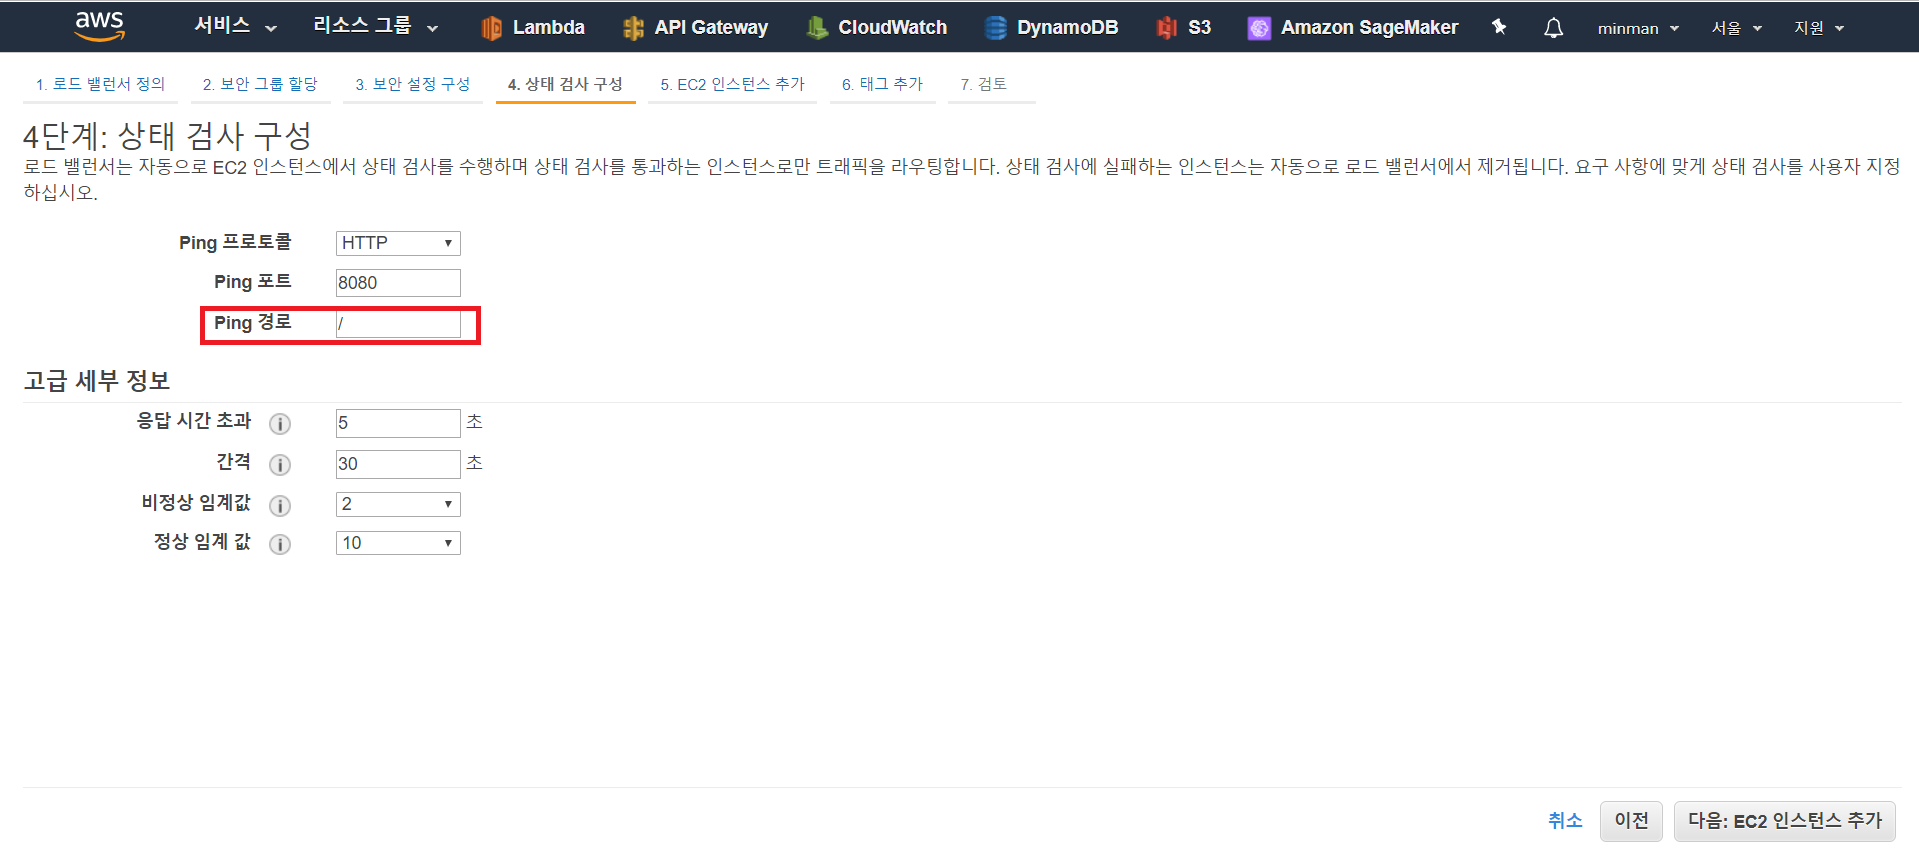 aws 서비스 리소스 그룹 Lambda API Gateway CloudWatch DynamoDB S3 Amazon SageMaker minman 서울 지원
1. 로드 밸런서 정의 2. 보안 그룹 할당 3. 보안 설정 구성 4. 상태 검사 구성 5. EC2 인스턴스 추가 6. 태그 추가 7. 검토
4단계: 상태 검사 구성
로드 밸런서는 자동으로 EC2 인스턴스에서 상태 검사를 수행하며 상태 검사를 통과하는 인스턴스로만 트래픽을 라우팅합니다. 상태 검사에 실패하는 인스턴스는 자동으로 로드 밸런서에서 제거됩니다. 요구 사항에 맞게 상태 검사를 사용자 지정
하십시오.
Ping 프로토콜 HTTP
Ping 포트 8080
Ping 경로 /
고급 세부 정보
응답 시간 초과 i 5 초
간격 i 30 초
비정상 임계값 i 2
정상 임계 값 i 10
취소 이전 다음: EC2 인스턴스 추가